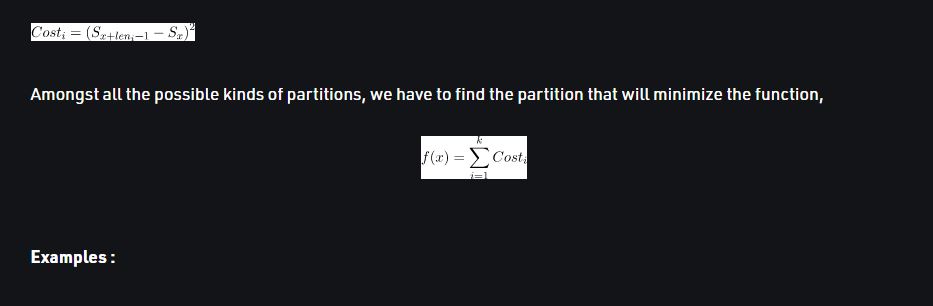 Cost_i = (S_{x+len_i-1} − S_x)^2
Amongst all the possible kinds of partitions, we have to find the partition that will minimize the function,
f(x) = \sum_{i=1}^{k} Cost_i
Examples :